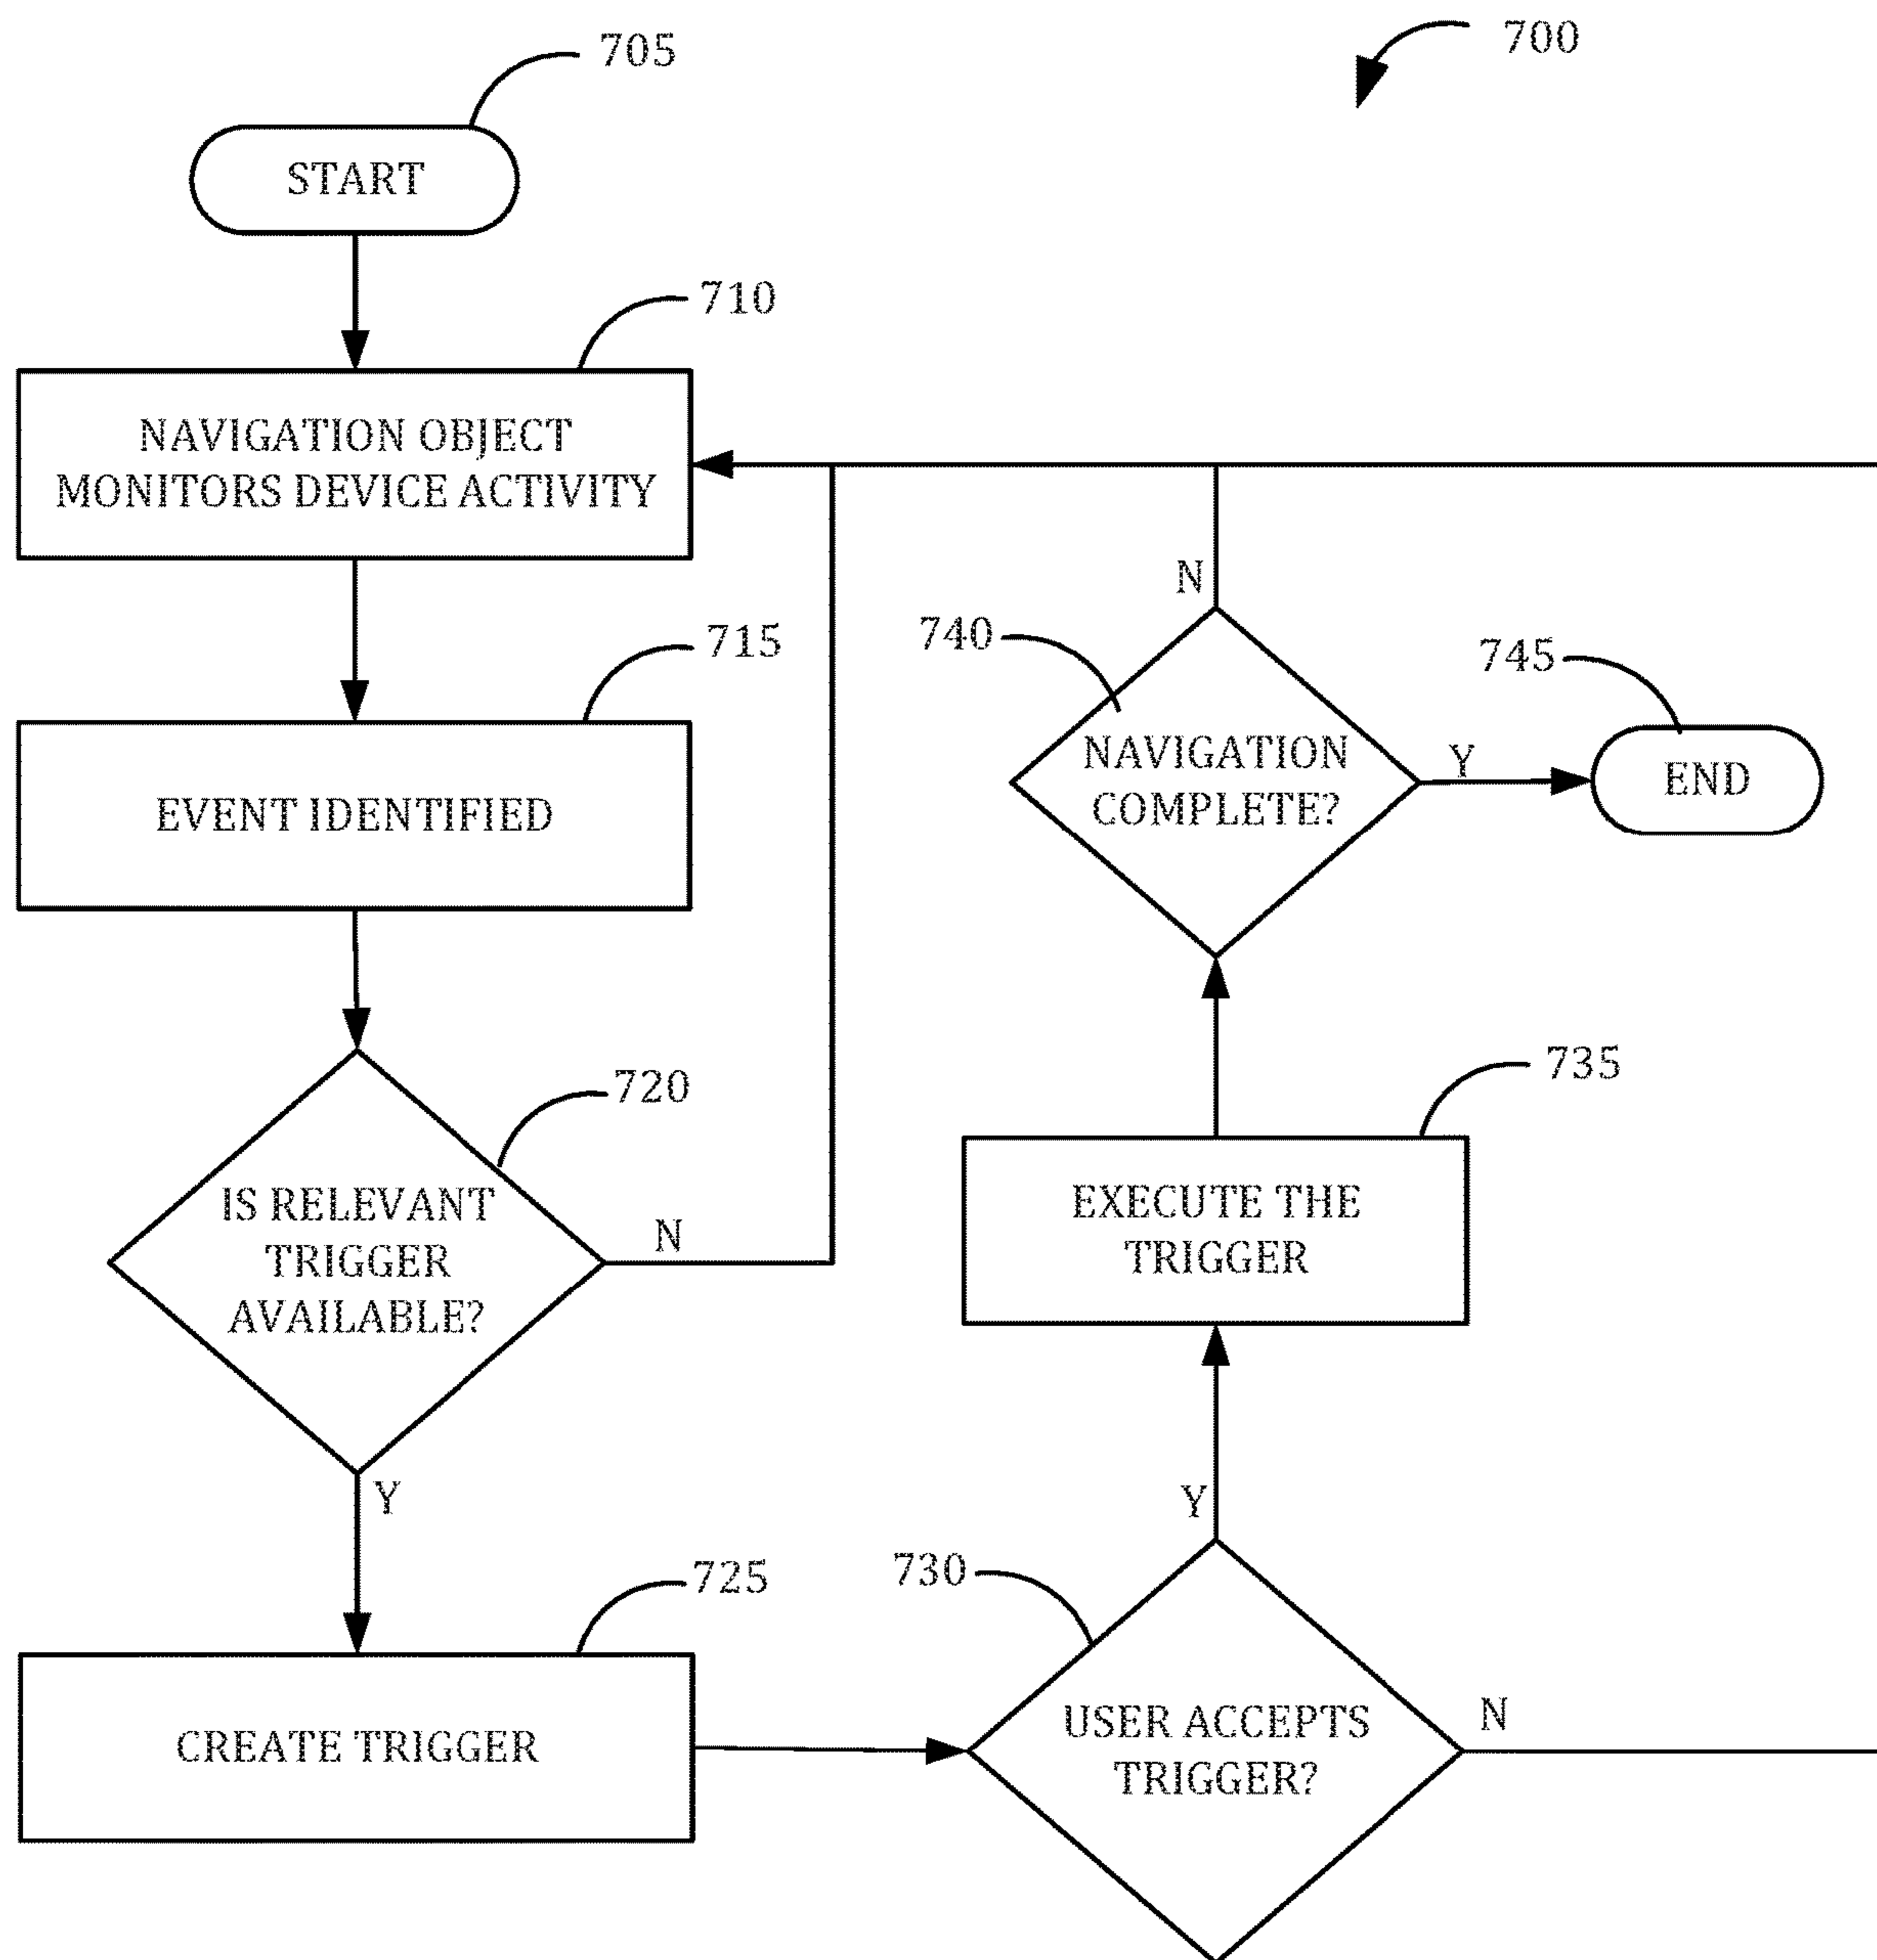 700
705
START
710
NAVIGATION OBJECT
MONITORS DEVICE ACTIVITY
715
EVENT IDENTIFIED
720
IS RELEVANT
TRIGGER
AVAILABLE?
N
Y
725
CREATE TRIGGER
730
USER ACCEPTS
TRIGGER?
N
Y
735
EXECUTE THE
TRIGGER
740
NAVIGATION
COMPLETE?
N
Y
745
END